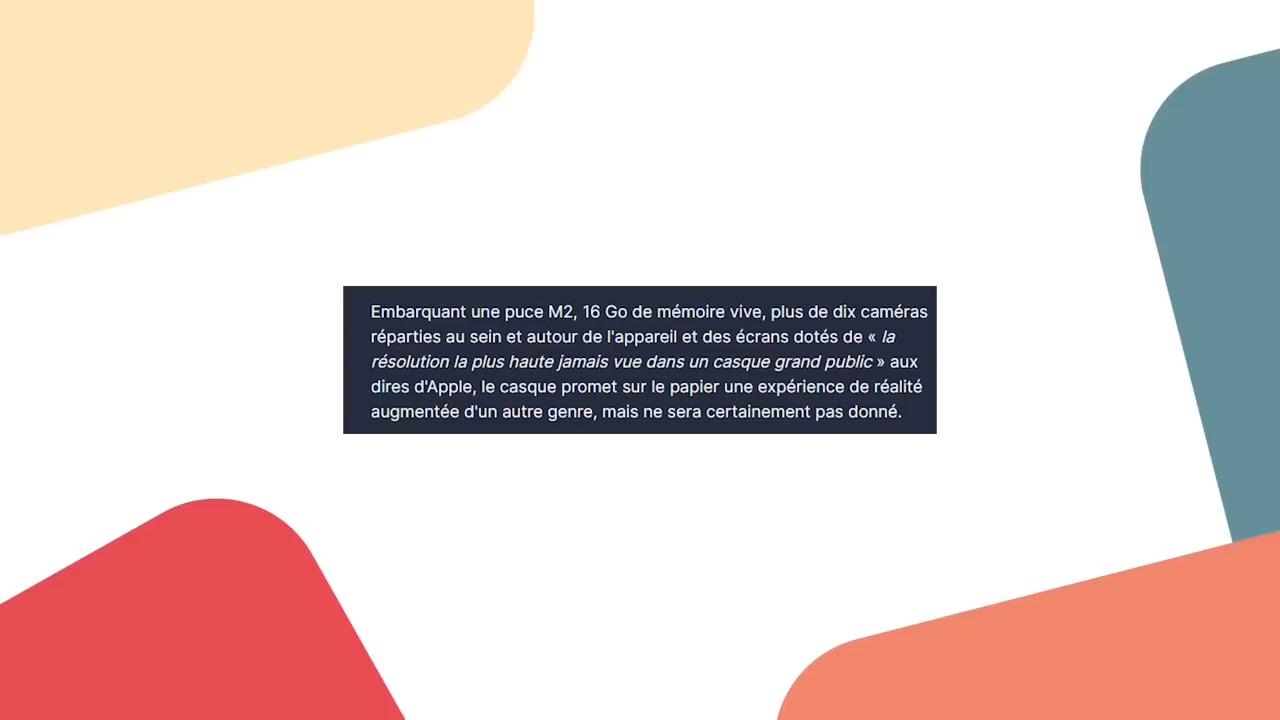 Embarquant une puce M2, 16 Go de mémoire vive, plus de dix caméras
réparties au sein et autour de l'appareil et des écrans dotés de « la
résolution la plus haute jamais vue dans un casque grand public » aux
dires d'Apple, le casque promet sur le papier une expérience de réalité
augmentée d'un autre genre, mais ne sera certainement pas donné.